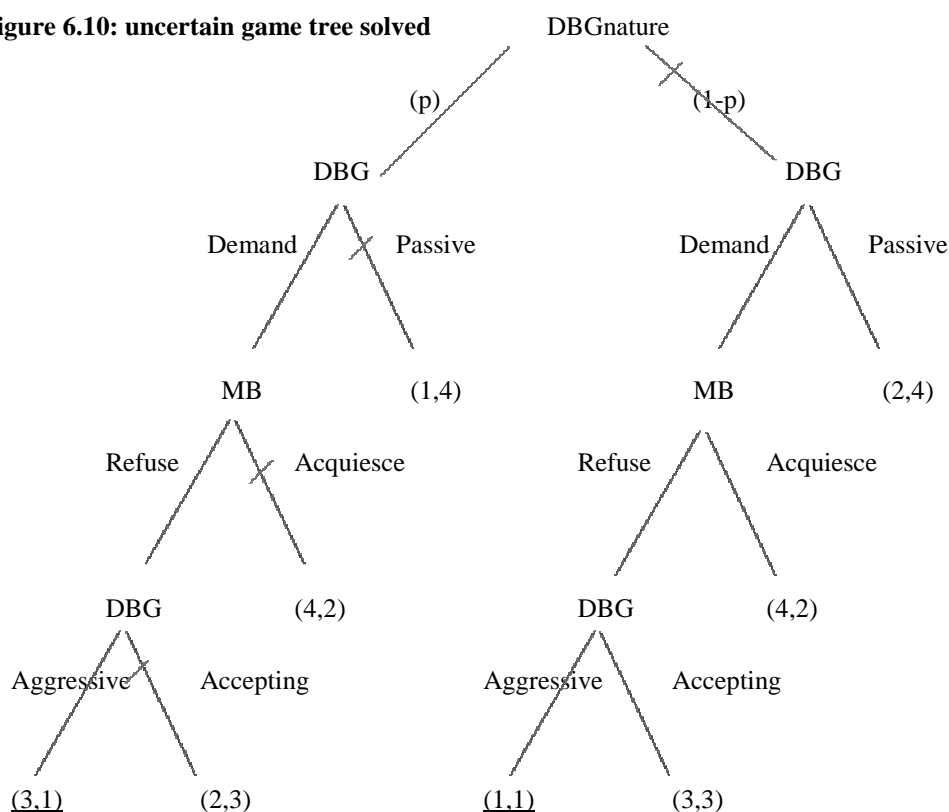 igure 6.10: uncertain game tree solved DBGnature
(p) (1-p)
DBG DBG
Demand Passive Demand Passive
MB (1,4) MB (2,4)
Refuse Acquiesce Refuse Acquiesce
DBG (4,2) DBG (4,2)
Aggressive Accepting Aggressive Accepting
(3,1) (2,3) (1,1) (3,3)